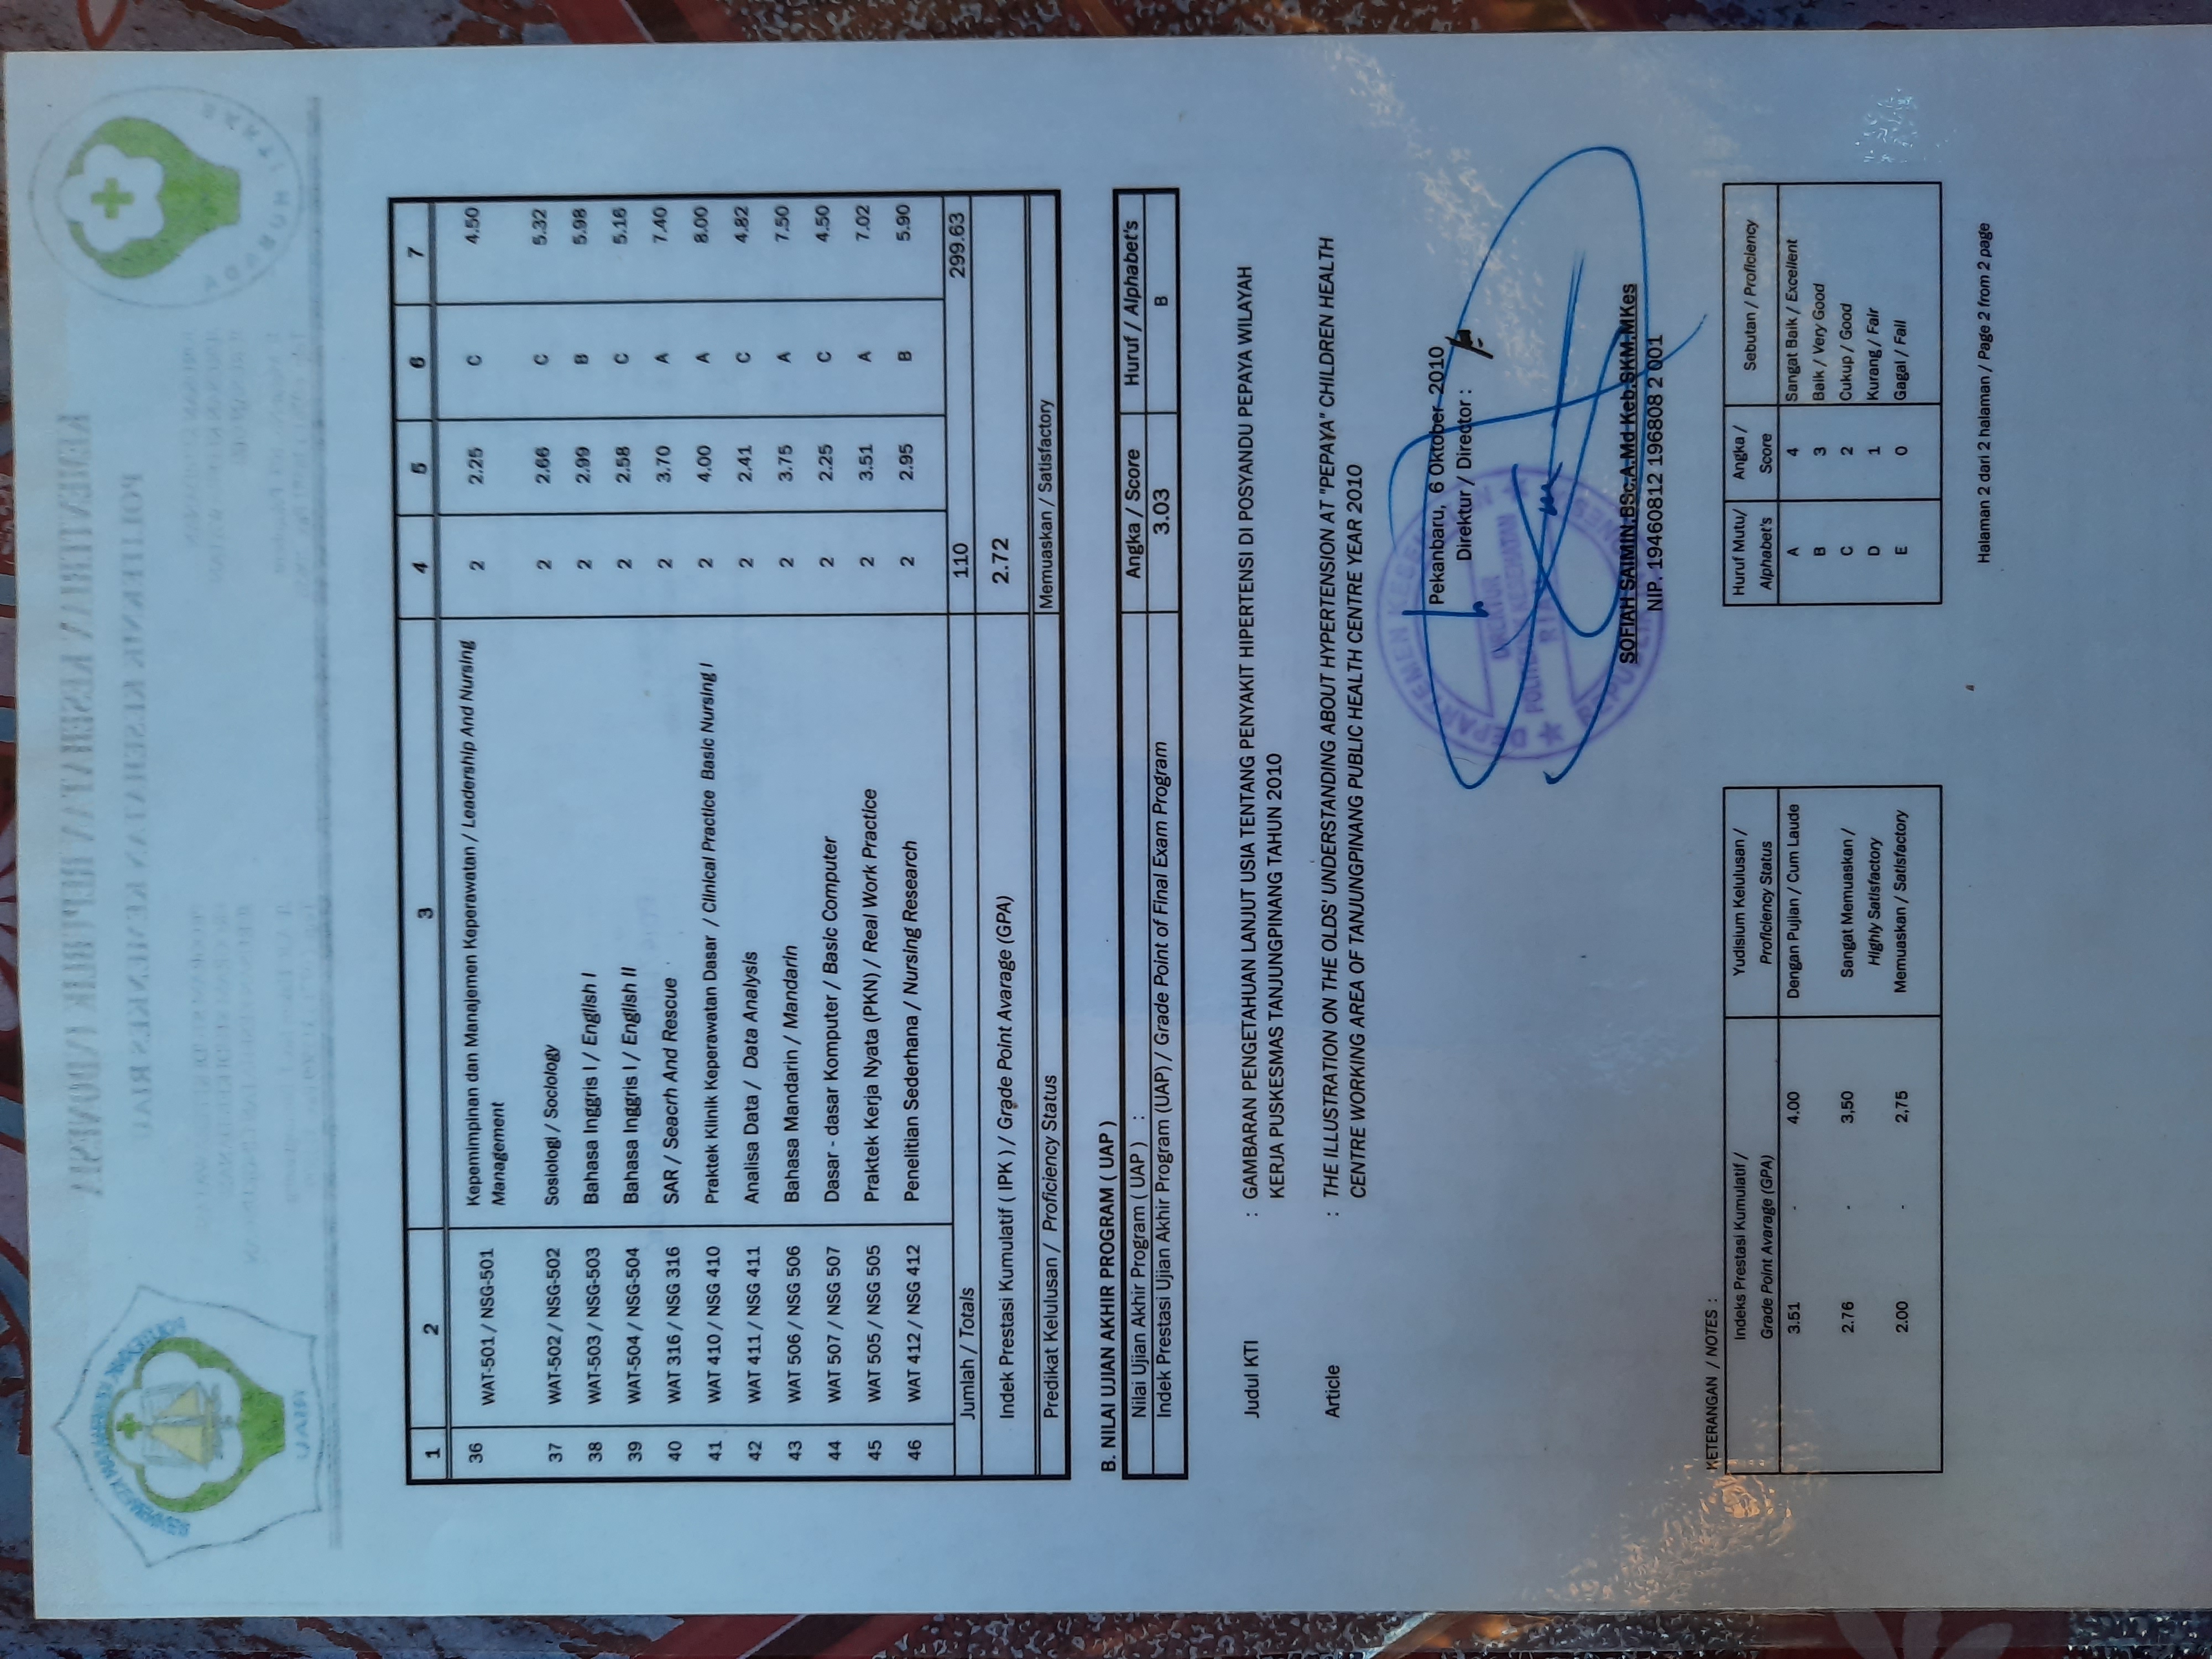 KEMENTERIAN KESEHATAN REPUBLIK INDONESIA
POLITEKNIK KESEHATAN KEMENKES RIAU
RIAU
BAKTI HUSADA
1 2 3 4 5 6 7
36 WAT-501 / NSG-501 Kepemimpinan dan Manajemen Keperawatan / Leadership And Nursing Management 2 2.25 C 4.50
37 WAT-502 / NSG-502 Sosiologi / Sociology 2 2.66 C 5.32
38 WAT-503 / NSG-503 Bahasa Inggris I / English I 2 2.99 B 5.98
39 WAT-504 / NSG-504 Bahasa Inggris I / English II 2 2.58 C 5.16
40 WAT 316 / NSG 316 SAR / Seacrh And Rescue 2 3.70 A 7.40
41 WAT 410 / NSG 410 Praktek Klinik Keperawatan Dasar / Clinical Practice Basic Nursing I 2 4.00 A 8.00
42 WAT 411 / NSG 411 Analisa Data / Data Analysis 2 2.41 C 4.82
43 WAT 506 / NSG 506 Bahasa Mandarin / Mandarin 2 3.75 A 7.50
44 WAT 507 / NSG 507 Dasar - dasar Komputer / Basic Computer 2 2.25 C 4.50
45 WAT 505 / NSG 505 Praktek Kerja Nyata (PKN) / Real Work Practice 2 3.51 A 7.02
46 WAT 412 / NSG 412 Penelitian Sederhana / Nursing Research 2 2.95 B 5.90
Jumlah / Totals 110 299.63
Indek Prestasi Kumulatif ( IPK ) / Grade Point Avarage (GPA) 2.72
Predikat Kelulusan / Proficiency Status Memuaskan / Satisfactory
B. NILAI UJIAN AKHIR PROGRAM ( UAP )
Nilai Ujian Akhir Program ( UAP ) : Angka / Score Huruf / Alphabet's
Indek Prestasi Ujian Akhir Program (UAP) / Grade Point of Final Exam Program 3.03 B
Judul KTI : GAMBARAN PENGETAHUAN LANJUT USIA TENTANG PENYAKIT HIPERTENSI DI POSYANDU PEPAYA WILAYAH
KERJA PUSKESMAS TANJUNGPINANG TAHUN 2010
Article : THE ILLUSTRATION ON THE OLDS' UNDERSTANDING ABOUT HYPERTENSION AT "PEPAYA" CHILDREN HEALTH
CENTRE WORKING AREA OF TANJUNGPINANG PUBLIC HEALTH CENTRE YEAR 2010
Pekanbaru, 6 Oktober 2010
Direktur / Director :
DEPARTEMEN KESEHATAN
DIREKTUR
POLITEKNIK KESEHATAN
RIAU
REPUBLIK INDONESIA
SOFIAH SAIMIN,BSc,A.Md Keb,SKM,MKes
NIP. 19460812 196808 2 001
KETERANGAN / NOTES :
Indeks Prestasi Kumulatif / Yudisium Kelulusan /
Grade Point Avarage (GPA) Proficiency Status
3.51 - 4.00 Dengan Pujian / Cum Laude
2.76 - 3,50 Sangat Memuaskan /
Highly Satisfactory
2.00 - 2,75 Memuaskan / Satisfactory
Huruf Mutu/ Angka / Sebutan / Proficiency
Alphabet's Score
A 4 Sangat Baik / Excellent
B 3 Baik / Very Good
C 2 Cukup / Good
D 1 Kurang / Fair
E 0 Gagal / Fail
Halaman 2 dari 2 halaman / Page 2 from 2 page